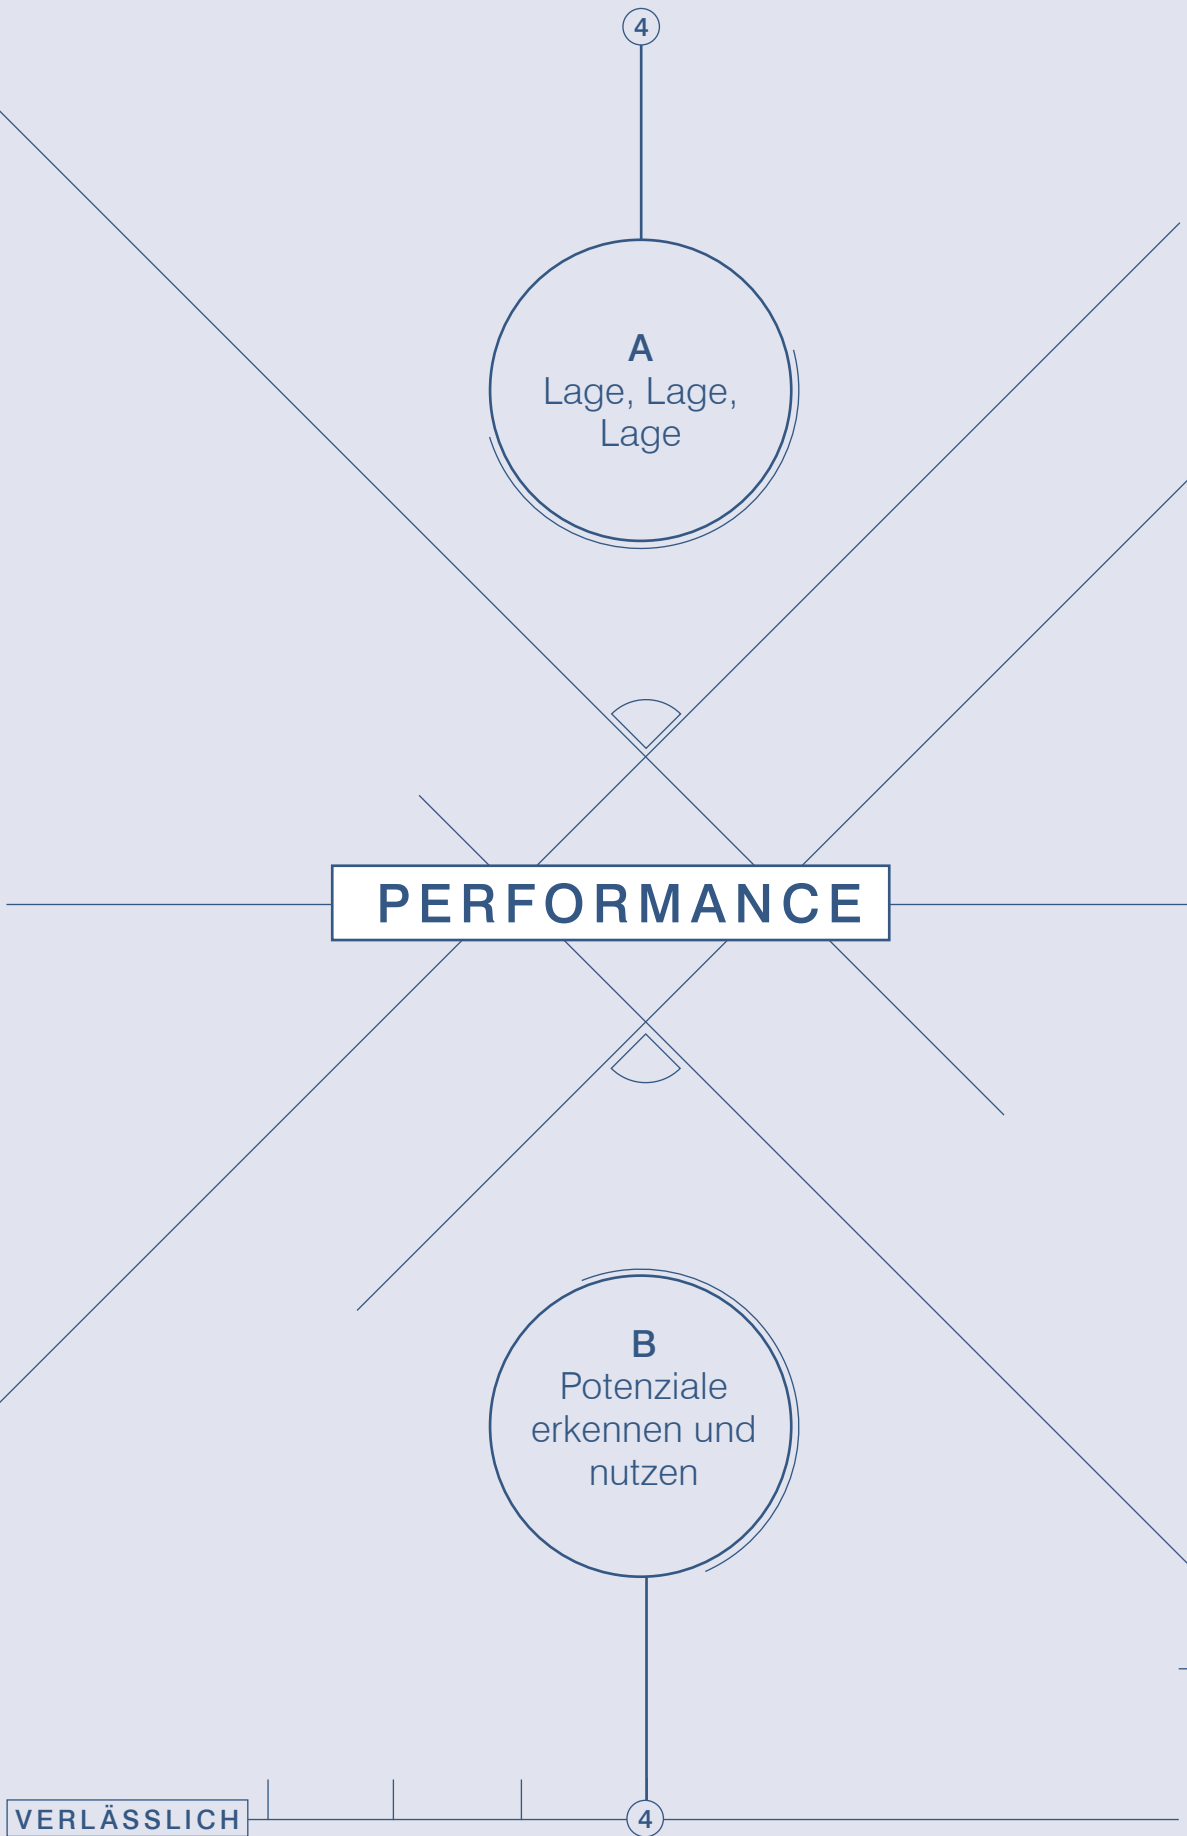 4
A
Lage, Lage,
Lage
PERFORMANCE
B
Potenziale
erkennen und
nutzen
VERLÄSSLICH
4